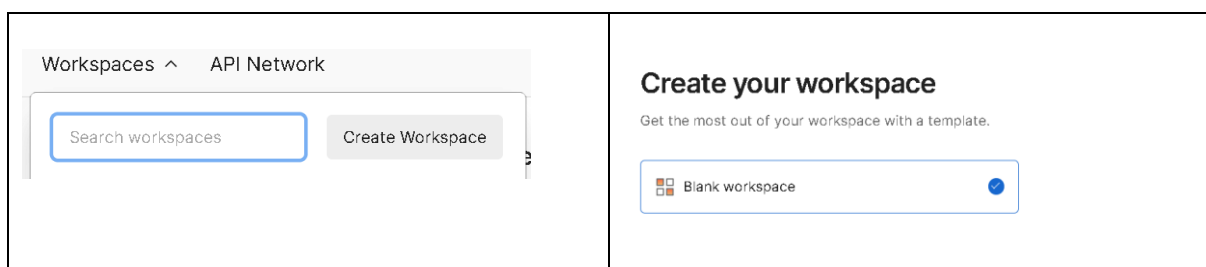 Workspaces API Network
Search workspaces Create Workspace
Create your workspace
Get the most out of your workspace with a template.
Blank workspace